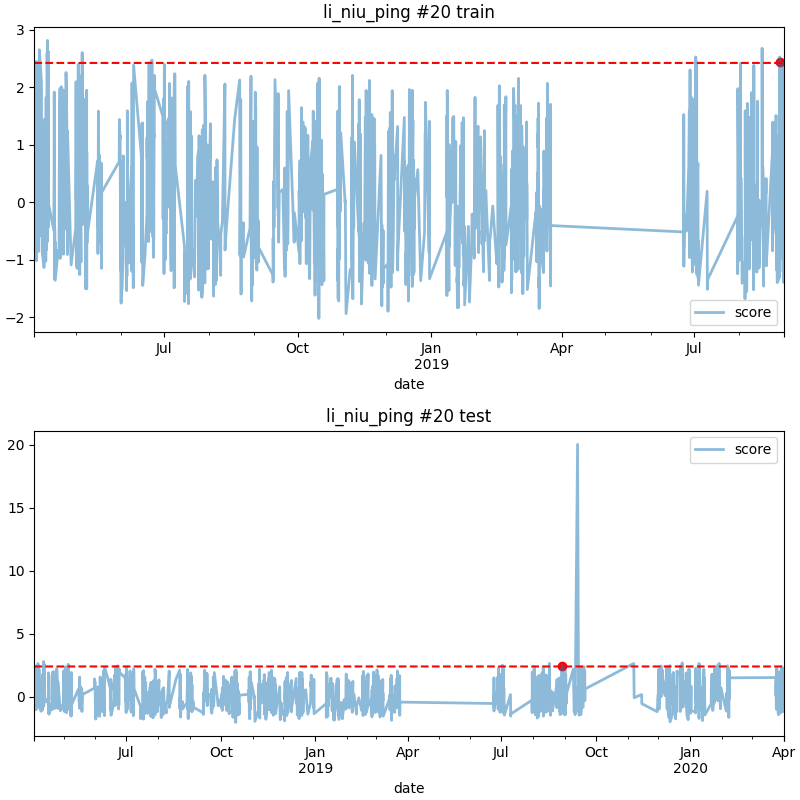 li_niu_ping #20 train
3
2
1
0
−1
−2
score
Jul Oct Jan Apr Jul
2019
date
li_niu_ping #20 test
20
15
10
5
0
score
Jul Oct Jan Apr Jul Oct Jan Apr
2019 2020
date